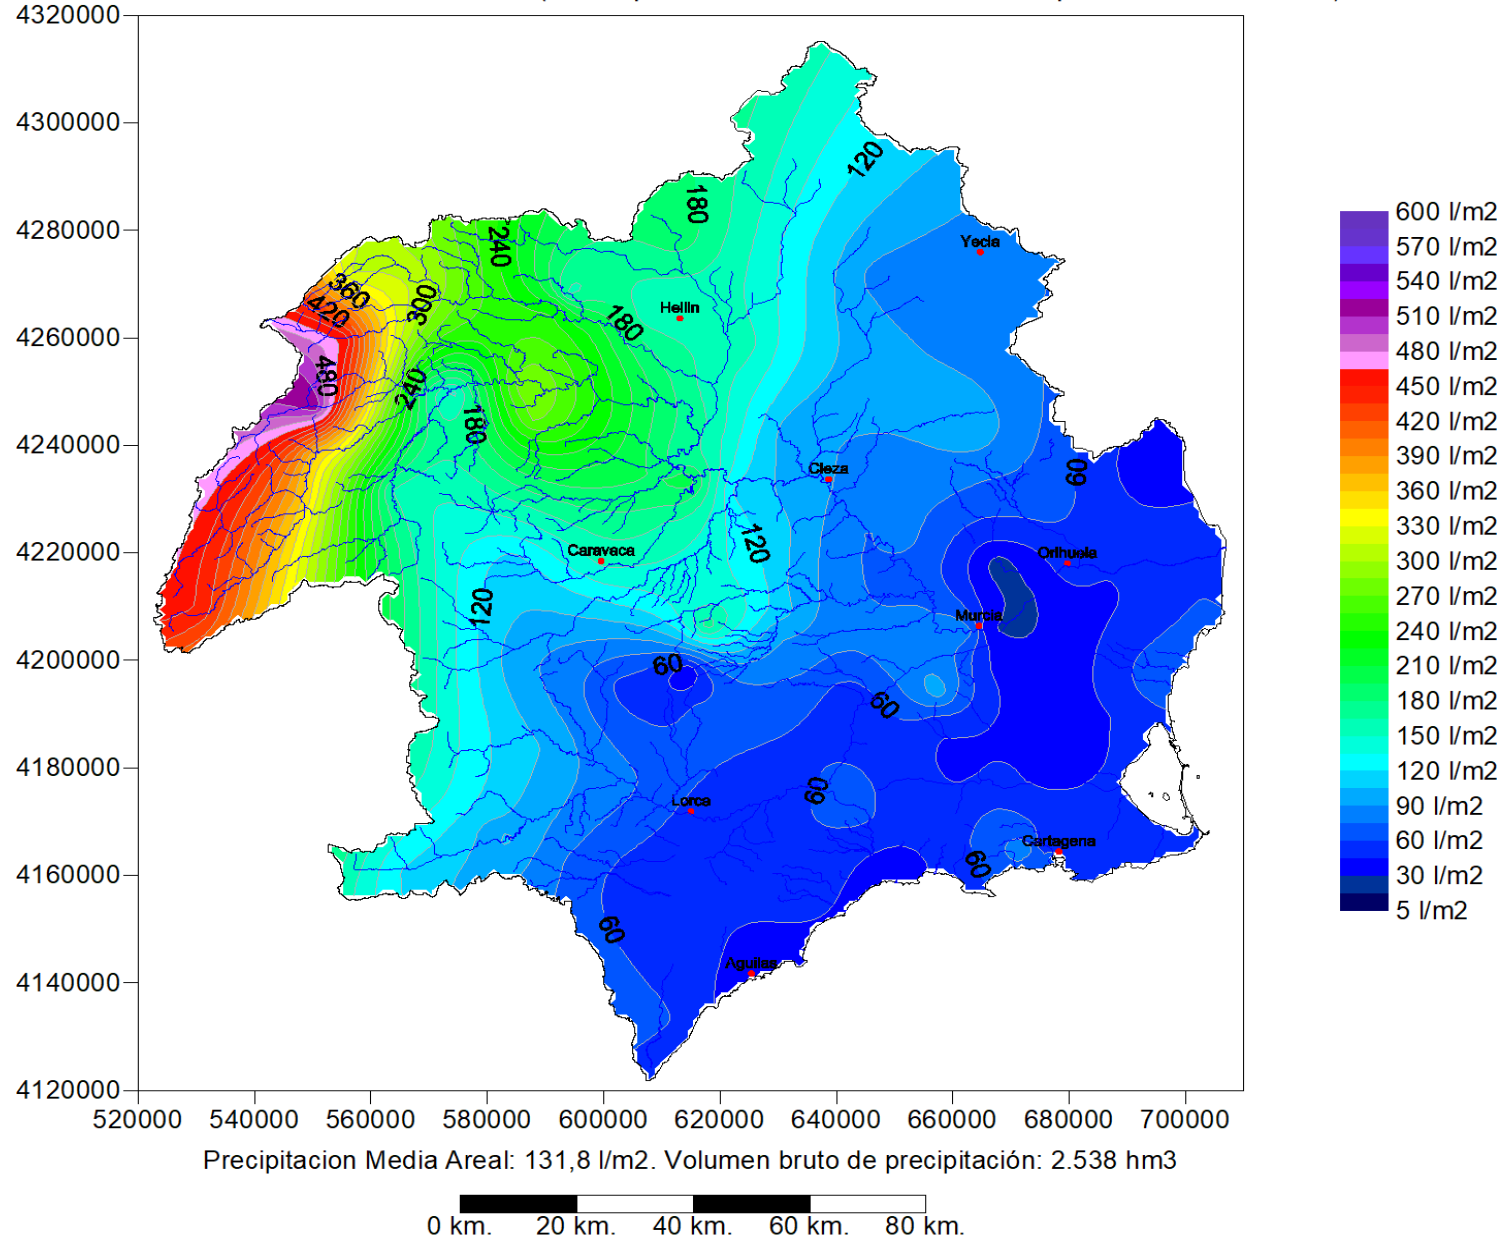 4320000
4300000
4280000
4260000
4240000
4220000
4200000
4180000
4160000
4140000
4120000
520000 540000 560000 580000 600000 620000 640000 660000 680000 700000
120
180
240
Yecla
360
420
300
Hellin
180
480
240
180
Cieza
60
120
Caravaca
Orihuela
120
Murcia
60
60
60
Lorca
Cartagena
60
60
Aguilas
600 l/m2
570 l/m2
540 l/m2
510 l/m2
480 l/m2
450 l/m2
420 l/m2
390 l/m2
360 l/m2
330 l/m2
300 l/m2
270 l/m2
240 l/m2
210 l/m2
180 l/m2
150 l/m2
120 l/m2
90 l/m2
60 l/m2
30 l/m2
5 l/m2
Precipitacion Media Areal: 131,8 l/m2. Volumen bruto de precipitación: 2.538 hm3
0 km. 20 km. 40 km. 60 km. 80 km.